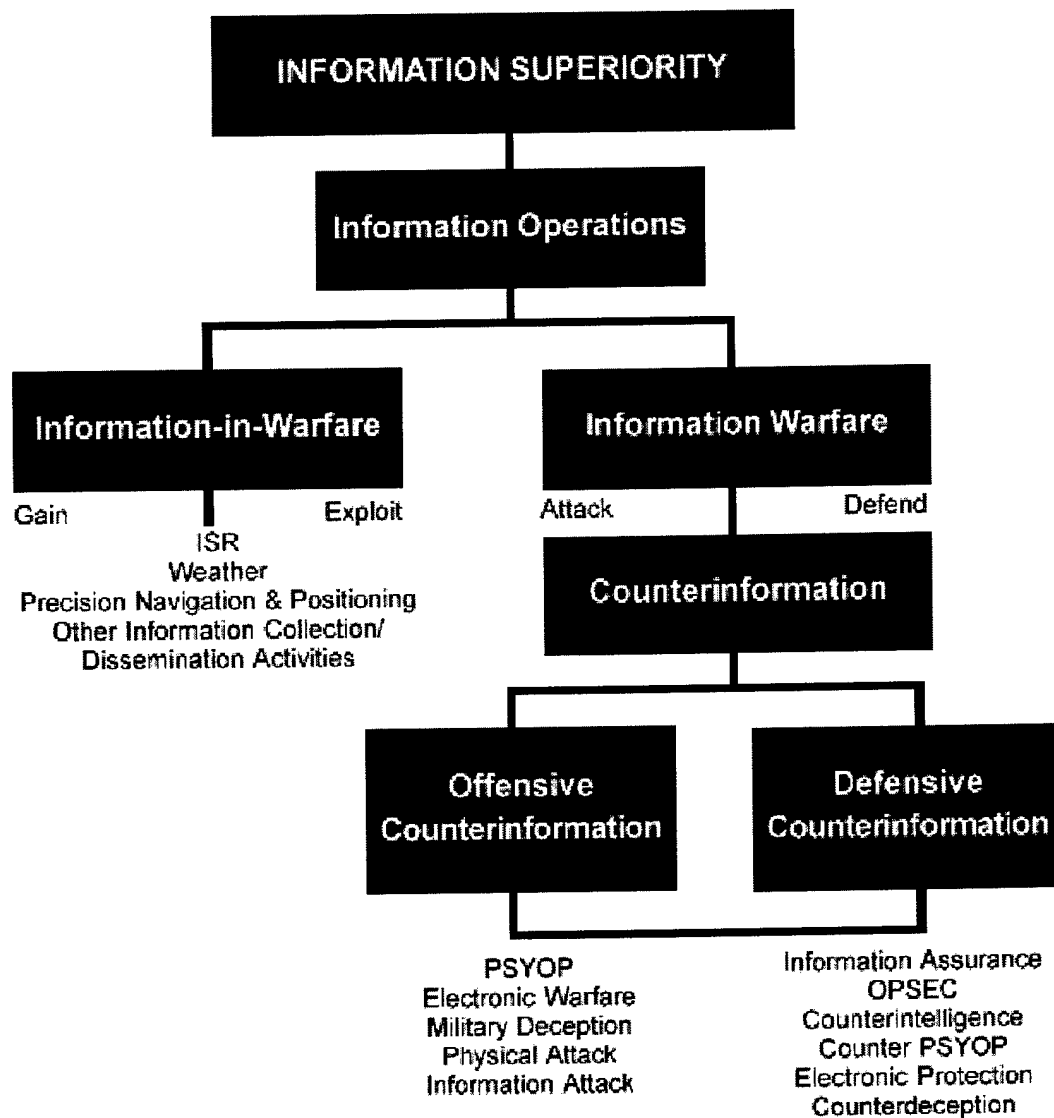 INFORMATION SUPERIORITY
Information Operations
Information-in-Warfare
Information Warfare
Gain
Exploit
Attack
Defend
ISR
Weather
Precision Navigation & Positioning
Other Information Collection/
Dissemination Activities
Counterinformation
Offensive
Counterinformation
Defensive
Counterinformation
PSYOP
Electronic Warfare
Military Deception
Physical Attack
Information Attack
Information Assurance
OPSEC
Counterintelligence
Counter PSYOP
Electronic Protection
Counterdeception